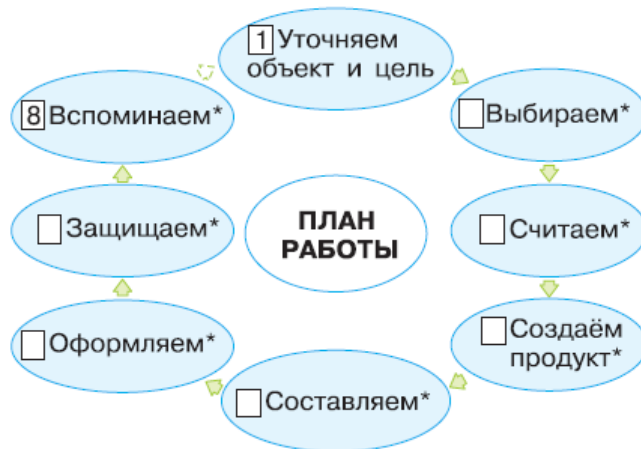 1 Уточняем
объект и цель
Выбираем*
Считаем*
Создаём
продукт*
Составляем*
Оформляем*
Защищаем*
8 Вспоминаем*
ПЛАН
РАБОТЫ